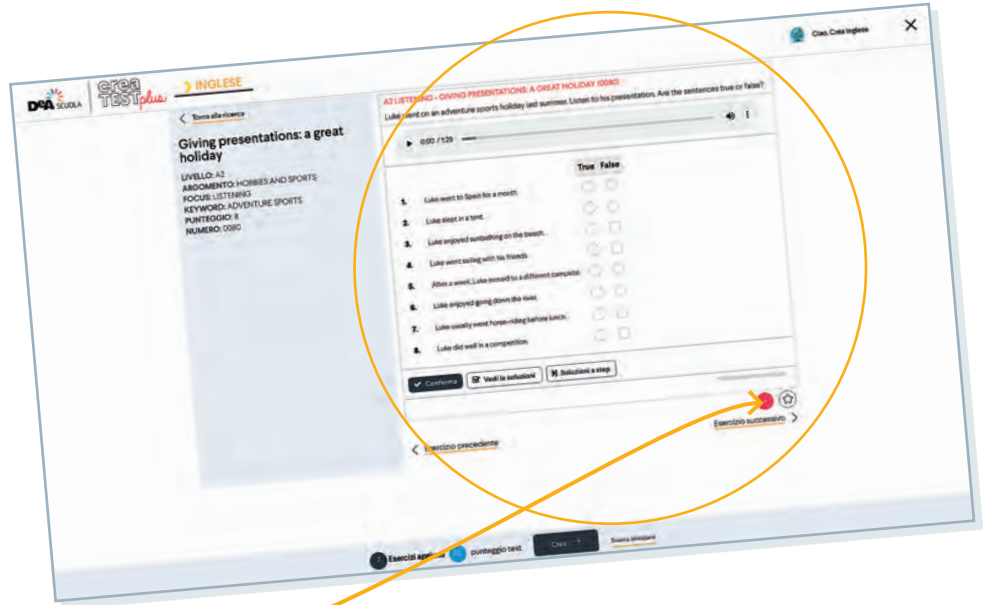 DeA SCUOLA
crea
TEST plus
INGLESE
Ciao, Crea Inglese
Torna alla ricerca
Giving presentations: a great
holiday
LIVELLO: A2
ARGOMENTO: HOBBIES AND SPORTS
FOCUS: LISTENING
KEYWORD: ADVENTURE SPORTS
PUNTEGGIO: 8
NUMERO: 0080
A2 LISTENING - GIVING PRESENTATIONS: A GREAT HOLIDAY (0080)
Luke went on an adventure sports holiday last summer. Listen to his presentation. Are the sentences true or false?
0:00 / 1:29
True False
1. Luke went to Spain for a month.
2. Luke slept in a tent.
3. Luke enjoyed sunbathing on the beach.
4. Luke went sailing with his friends.
5. After a week, Luke moved to a different campsite.
6. Luke enjoyed going down the river.
7. Luke usually went horse-riding before lunch.
8. Luke did well in a competition.
Conferma Vedi le soluzioni Soluzioni a step
Esercizio precedente
Esercizio successivo
Esercizi punteggio test Crea